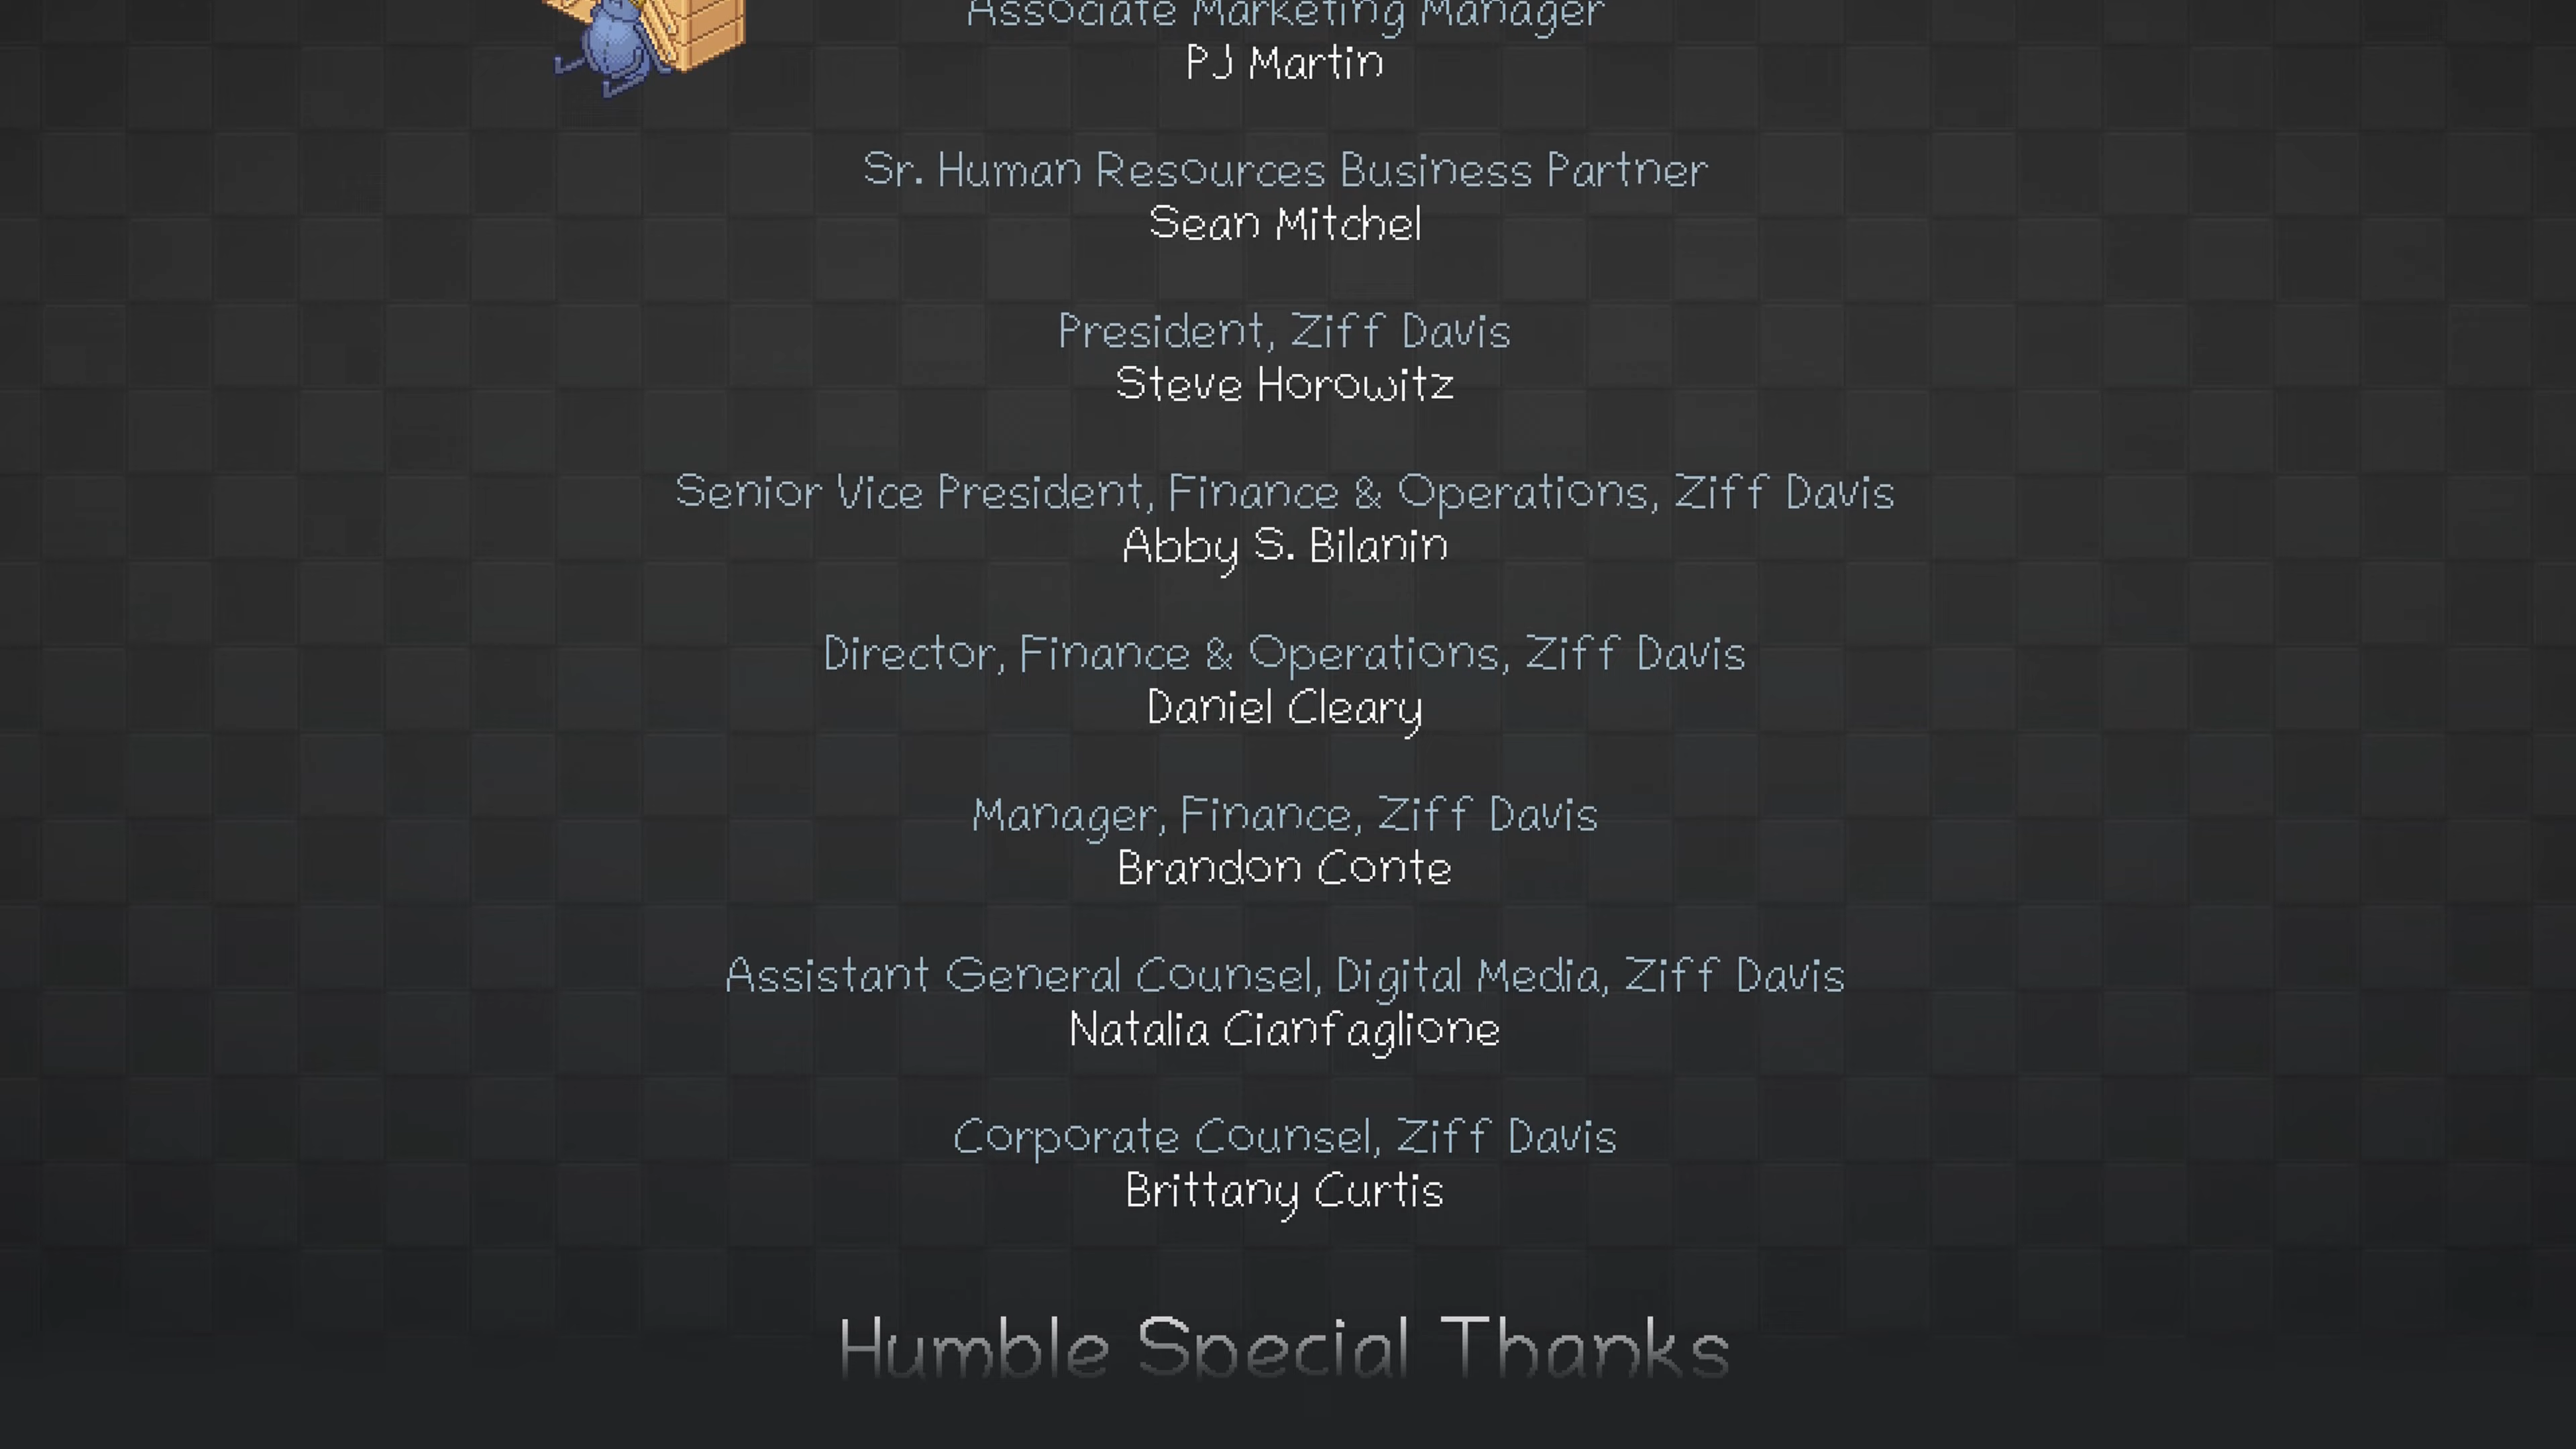 Associate Marketing Manager
PJ Martin
Sr. Human Resources Business Partner
Sean Mitchel
President, Ziff Davis
Steve Horowitz
Senior Vice President, Finance & Operations, Ziff Davis
Abby S. Bilanin
Director, Finance & Operations, Ziff Davis
Daniel Cleary
Manager, Finance, Ziff Davis
Brandon Conte
Assistant General Counsel, Digital Media, Ziff Davis
Natalia Cianfaglione
Corporate Counsel, Ziff Davis
Brittany Curtis
Humble Special Thanks